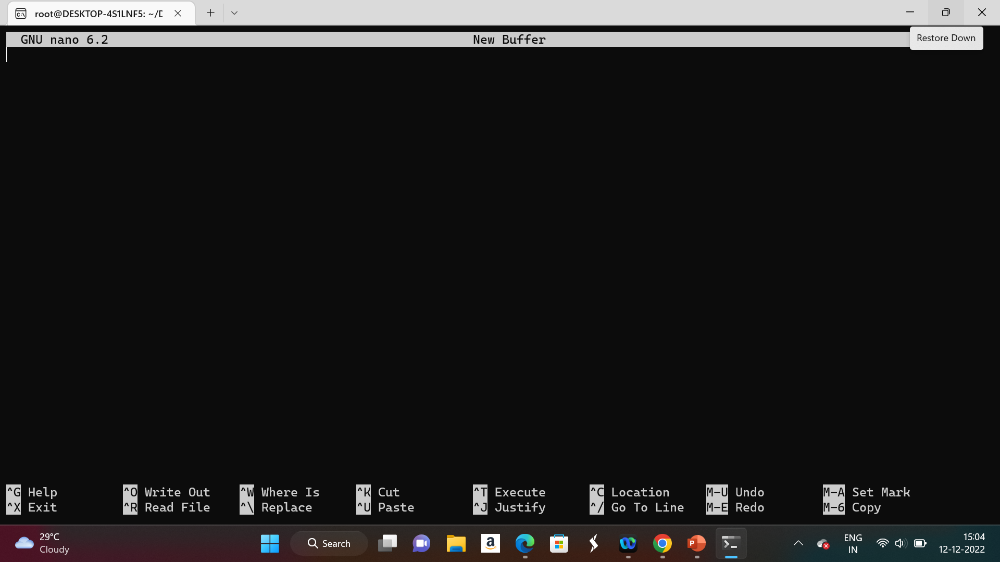 root@DESKTOP-4S1LNF5: ~/D
GNU nano 6.2 New Buffer
Restore Down
^G Help ^O Write Out ^W Where Is ^K Cut ^T Execute ^C Location M-U Undo M-A Set Mark
^X Exit ^R Read File ^\ Replace ^U Paste ^J Justify ^/ Go To Line M-E Redo M-6 Copy
29°C
Cloudy
Search
ENG
IN
15:04
12-12-2022